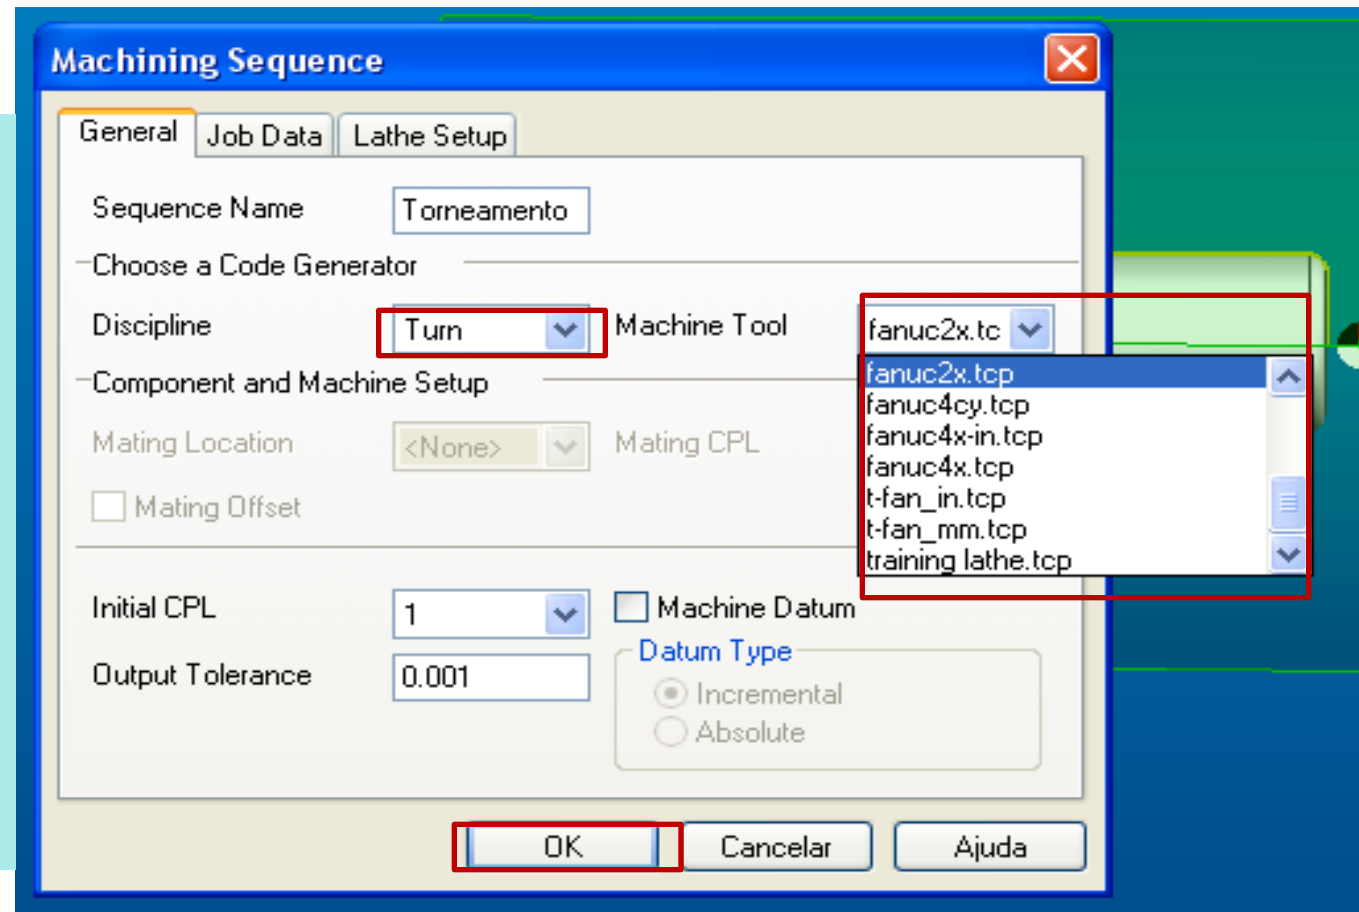 Machining Sequence
General Job Data Lathe Setup
Sequence Name Torneamento
Choose a Code Generator
Discipline Turn Machine Tool fanuc2x.tc
fanuc2x.tcp
Component and Machine Setup
fanuc4cy.tcp
fanuc4x-in.tcp
Mating Location <None> Mating CPL
fanuc4x.tcp
t-fan_in.tcp
Mating Offset
t-fan_mm.tcp
training lathe.tcp
Initial CPL 1 Machine Datum
Datum Type
Output Tolerance 0.001
Incremental
Absolute
OK Cancelar Ajuda